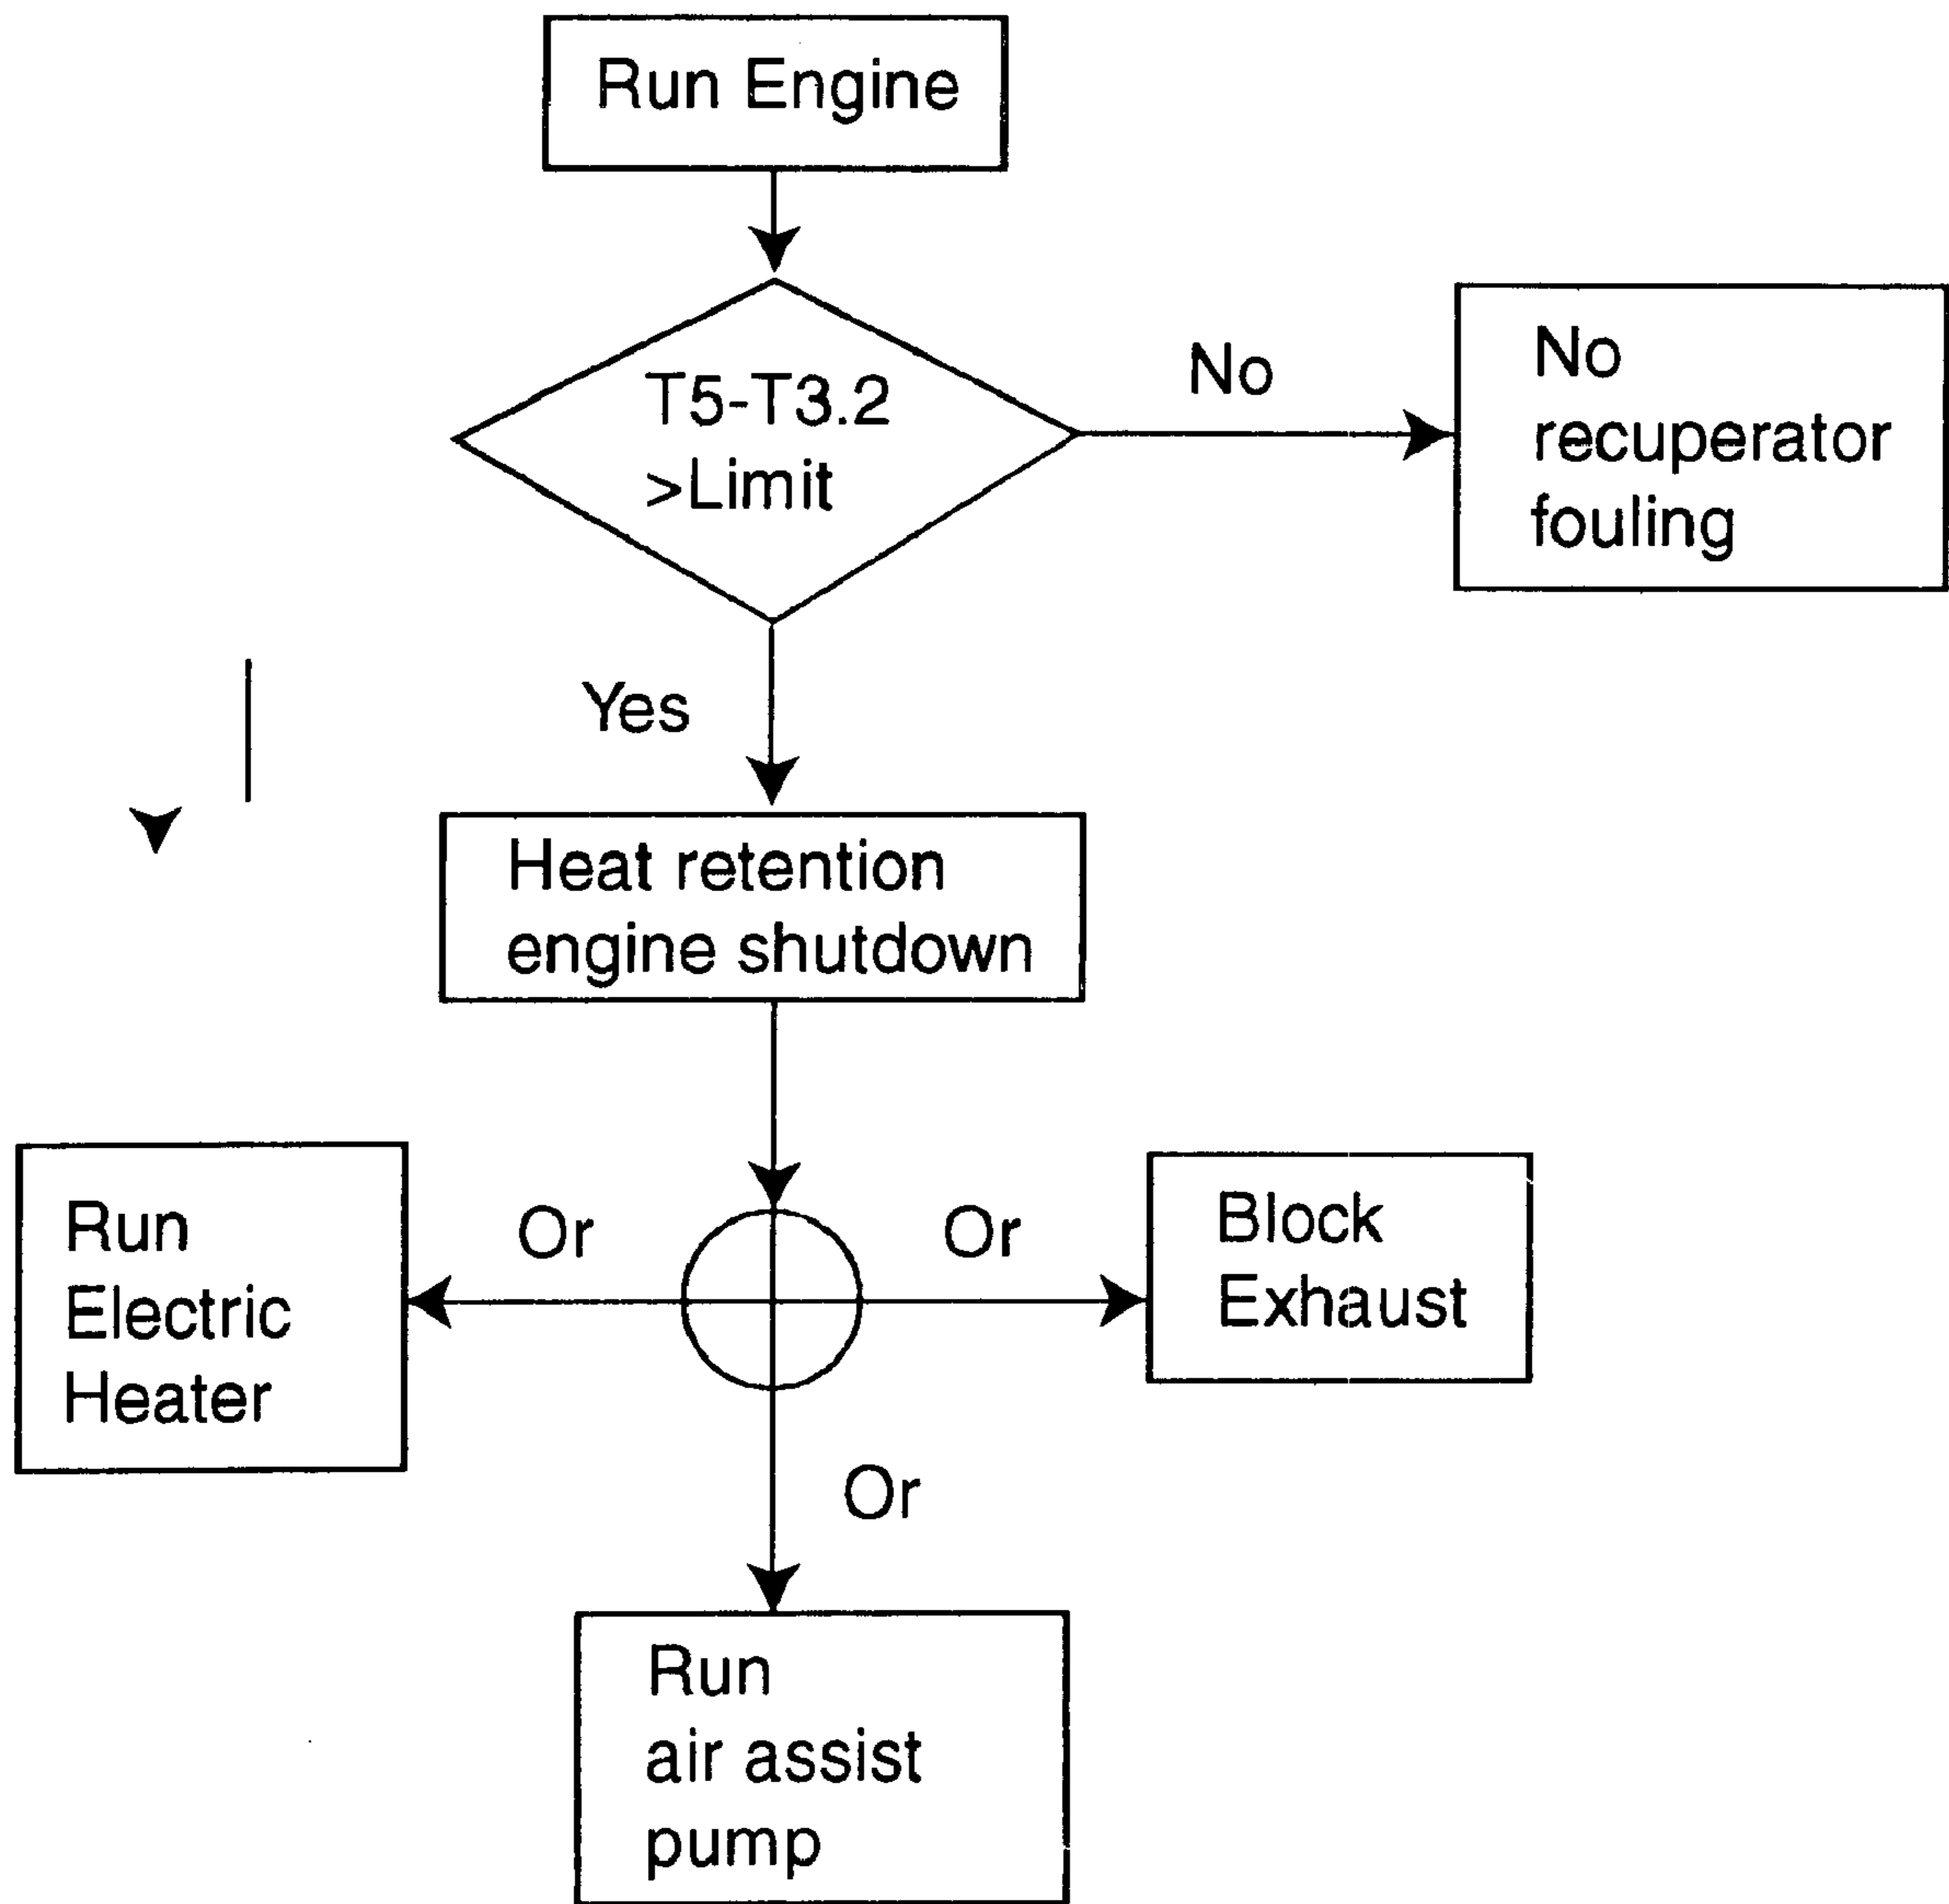 Run Engine
T5-T3.2
>Limit
No
No
recuperator
fouling
Yes
Heat retention
engine shutdown
Run
Electric
Heater
Or
Or
Block
Exhaust
Or
Run
air assist
pump